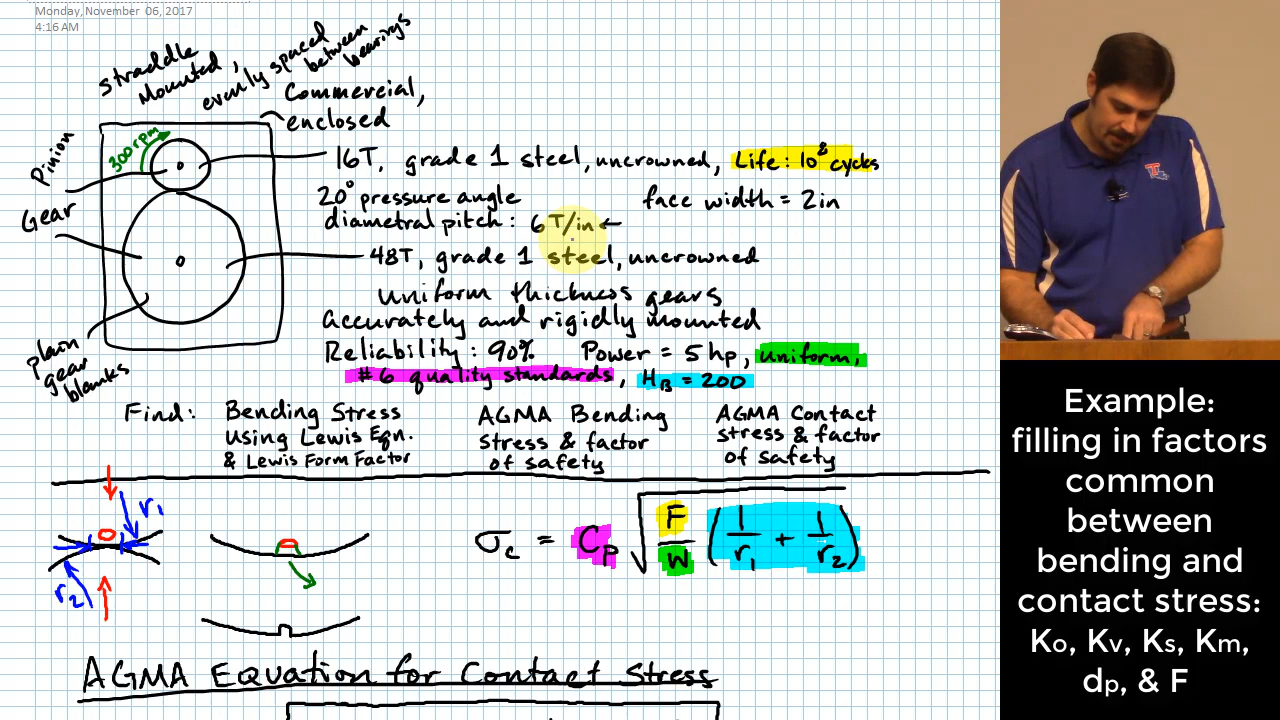 Monday, November 06, 2017
4:16 AM
straddle
mounted,
evenly spaced
between
bearings
Commercial,
enclosed
300 rpm
Pinion
16T, grade 1 steel, uncrowned, Life: 10⁸ cycles
20° pressure angle face width = 2in
Gear
diametral pitch: 6T/in ←
48T, grade 1 steel, uncrowned
uniform thickness gears
accurately and rigidly mounted
plain
gear
blanks
Reliability: 90% Power = 5 hp, uniform,
#6 quality standards, H_B = 200
Find: Bending Stress
using Lewis Eqn.
& Lewis Form Factor
AGMA Bending
stress & factor
of safety
AGMA Contact
stress & factor
of safety
r₁
r₂
σ_c = C_p √(F/W (1/r₁ + 1/r₂))
AGMA Equation for Contact Stress
Example:
filling in factors
common
between
bending and
contact stress:
Ko, Kv, Ks, Km,
dp, & F